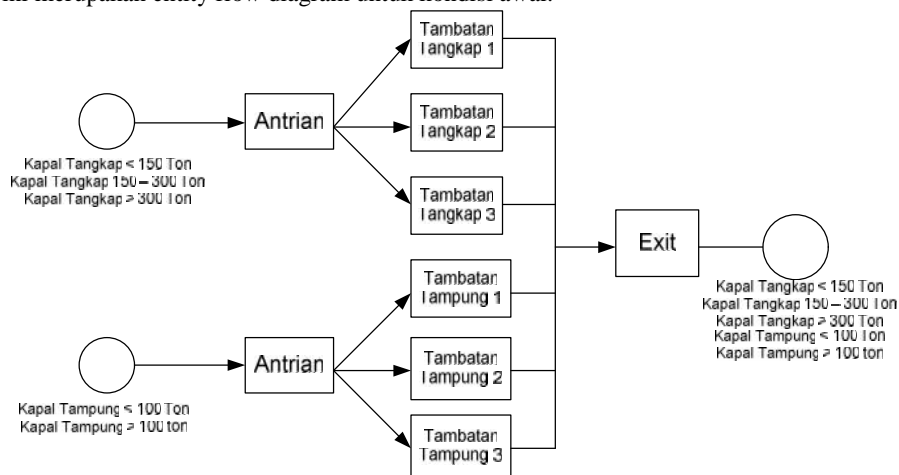 ini merupakan entity flow diagram untuk kondisi awal.
Tambatan
Tangkap 1
Antrian
Tambatan
Tangkap 2
Kapal Tangkap < 150 Ton
Kapal Tangkap 150 – 300 Ton
Kapal Tangkap > 300 Ton
Tambatan
Tangkap 3
Exit
Tambatan
Tampung 1
Kapal Tangkap < 150 Ton
Kapal Tangkap 150 – 300 Ton
Kapal Tangkap > 300 Ton
Kapal Tampung < 100 Ton
Kapal Tampung > 100 ton
Antrian
Tambatan
Tampung 2
Kapal Tampung < 100 Ton
Kapal Tampung > 100 ton
Tambatan
Tampung 3